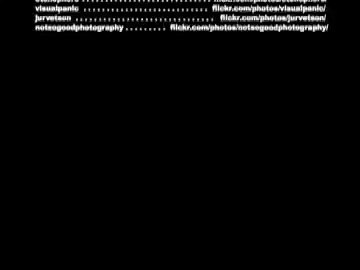 visualpanic . . . . . . . . . . . . . . . . . . . . . . flickr.com/photos/visualpanic/
jurvetson . . . . . . . . . . . . . . . . . . . . . . . . flickr.com/photos/jurvetson/
notsogoodphotography . . . . . . . . flickr.com/photos/notsogoodphotography/